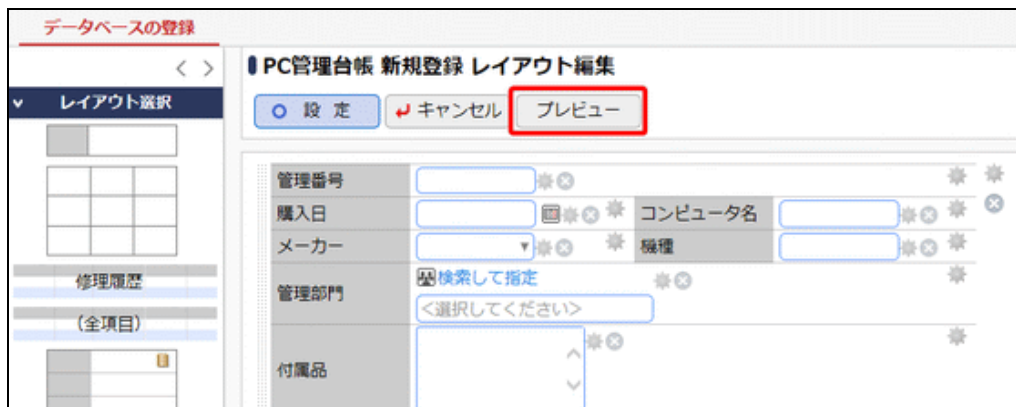 データベースの登録
レイアウト選択
修理履歴
(全項目)
PC管理台帳 新規登録 レイアウト編集
設 定 キャンセル プレビュー
管理番号
購入日 コンピュータ名
メーカー 機種
管理部門 検索して指定
<選択してください>
付属品